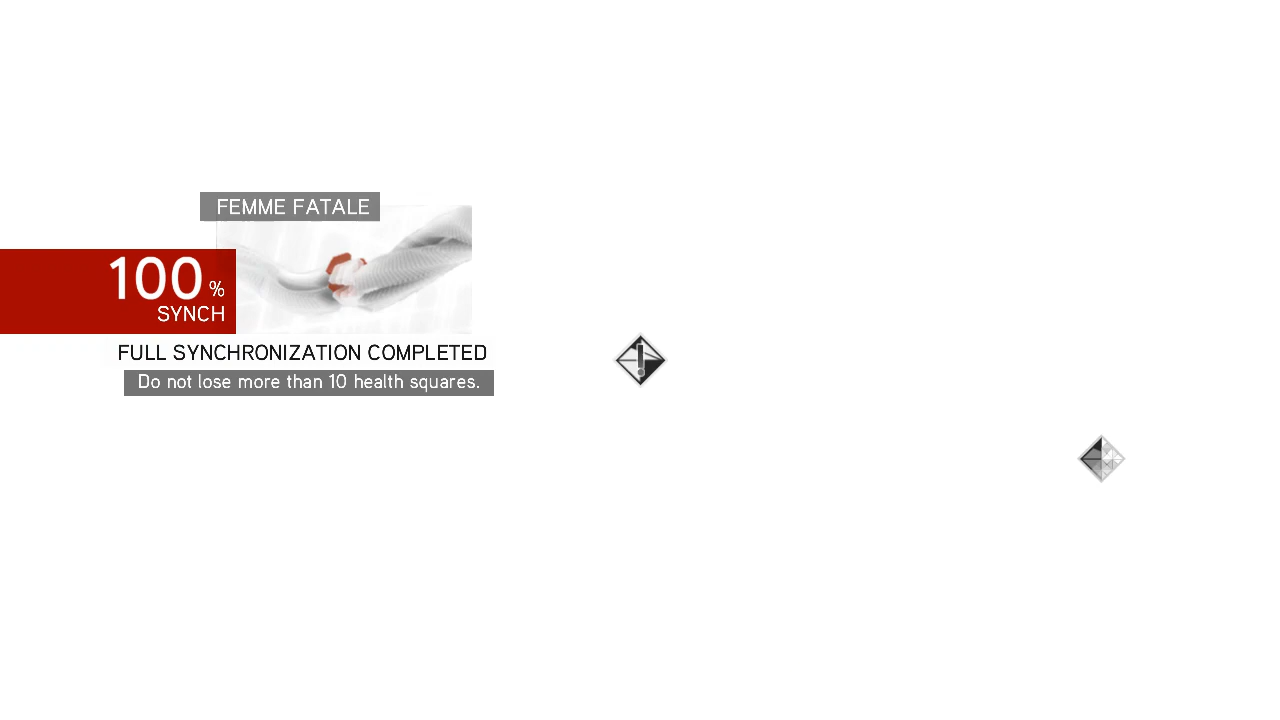 FEMME FATALE
100 %
SYNCH
FULL SYNCHRONIZATION COMPLETED
Do not lose more than 10 health squares.